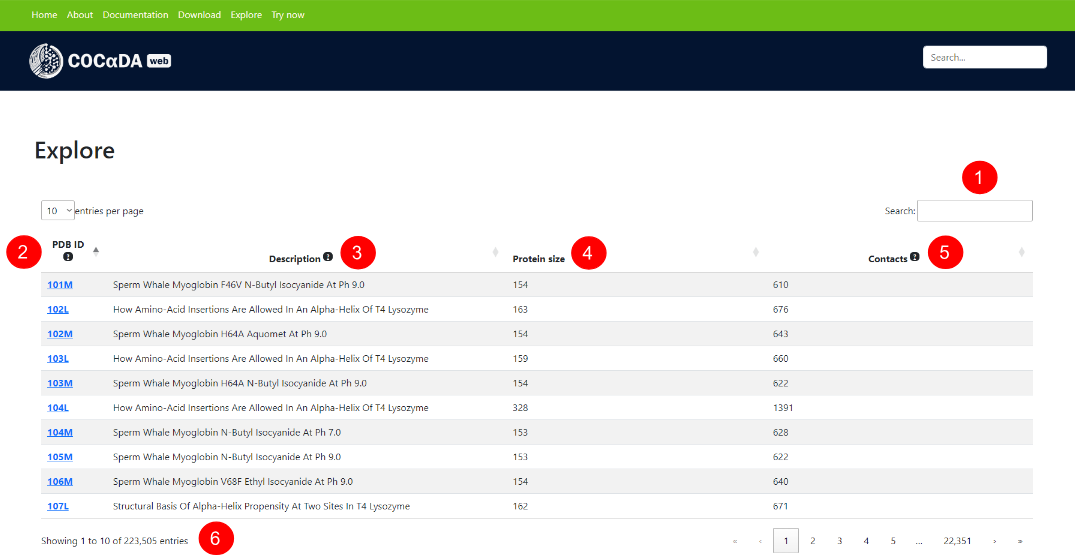 Home About Documentation Download Explore Try now
COCαDA web
Search...
Explore
1
10 entries per page
Search:
2 PDB ID Description 3 Protein size 4 Contacts 5
101M Sperm Whale Myoglobin F46V N-Butyl Isocyanide At Ph 9.0 154 610
102L How Amino-Acid Insertions Are Allowed In An Alpha-Helix Of T4 Lysozyme 163 676
102M Sperm Whale Myoglobin H64A Aquomet At Ph 9.0 154 643
103L How Amino-Acid Insertions Are Allowed In An Alpha-Helix Of T4 Lysozyme 159 660
103M Sperm Whale Myoglobin H64A N-Butyl Isocyanide At Ph 9.0 154 622
104L How Amino-Acid Insertions Are Allowed In An Alpha-Helix Of T4 Lysozyme 328 1391
104M Sperm Whale Myoglobin N-Butyl Isocyanide At Ph 7.0 153 628
105M Sperm Whale Myoglobin N-Butyl Isocyanide At Ph 9.0 153 622
106M Sperm Whale Myoglobin V68F Ethyl Isocyanide At Ph 9.0 154 640
107L Structural Basis Of Alpha-Helix Propensity At Two Sites In T4 Lysozyme 162 671
Showing 1 to 10 of 223,505 entries 6 « ‹ 1 2 3 4 5 ... 22,351 › »